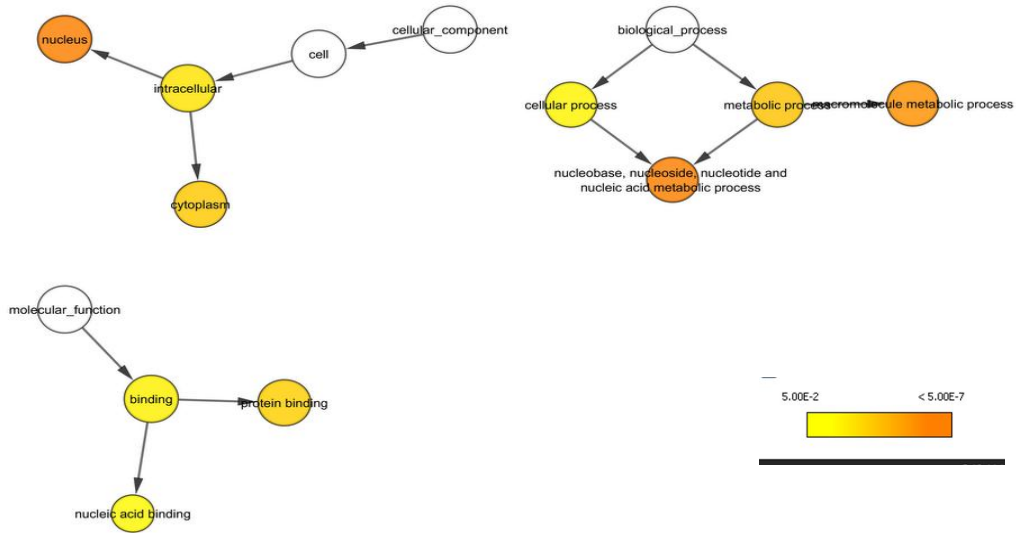 cellular_component
nucleus
cell
intracellular
cytoplasm
biological_process
cellular process
metabolic process
macromolecule metabolic process
nucleobase, nucleoside, nucleotide and
nucleic acid metabolic process
molecular_function
binding
protein binding
nucleic acid binding
5.00E-2
< 5.00E-7